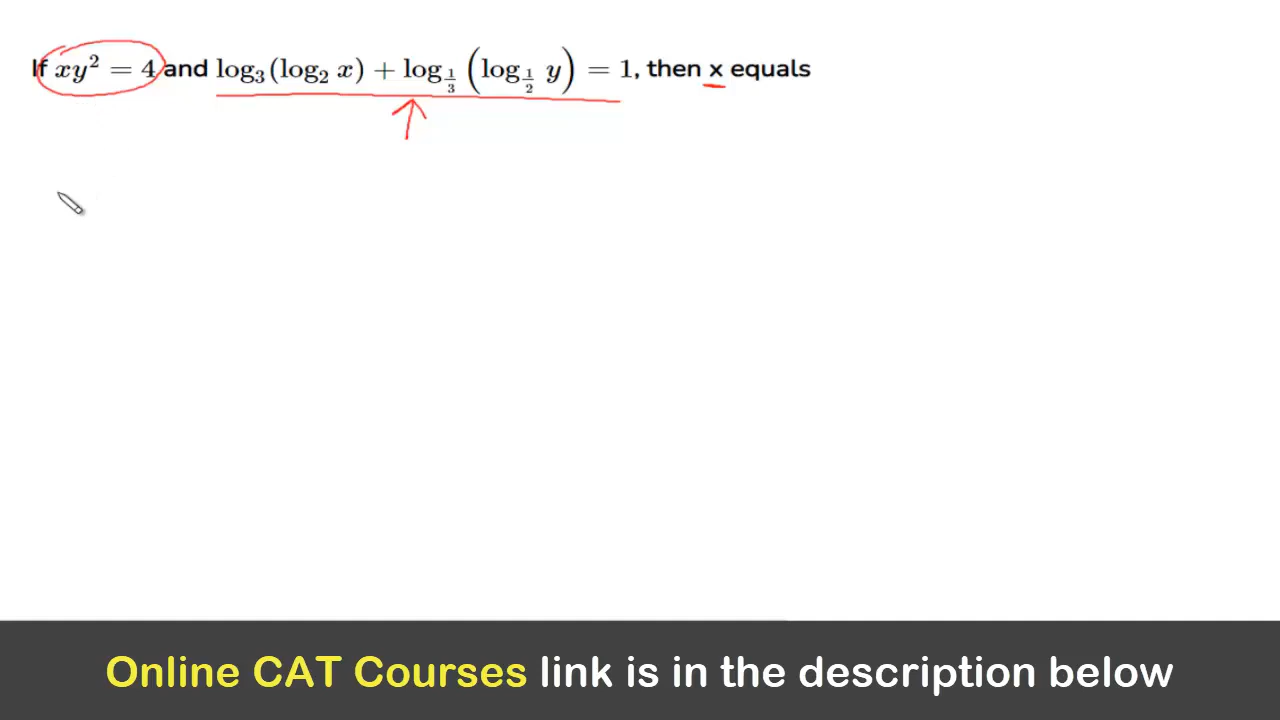 If xy² = 4 and log₃(log₂ x) + log_{1/3}(log_{1/2} y) = 1, then x equals
Online CAT Courses link is in the description below